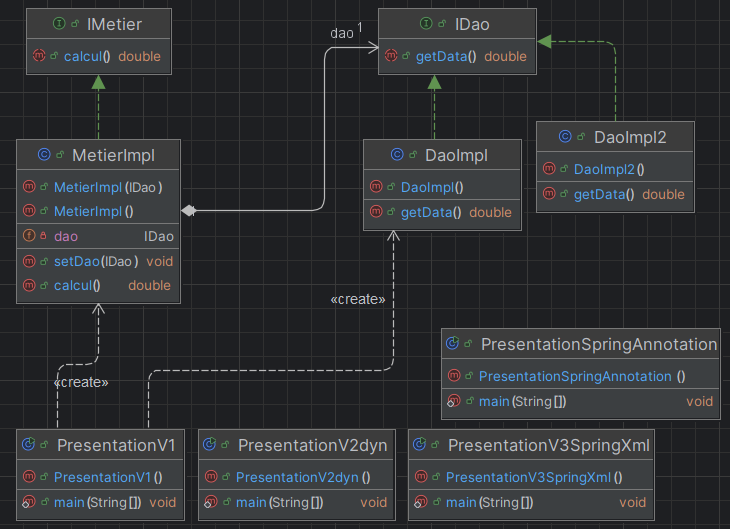 IMetier
calcul() double
dao 1
IDao
getData() double
MetierImpl
MetierImpl(IDao)
MetierImpl()
dao IDao
setDao(IDao) void
calcul() double
DaoImpl
DaoImpl()
getData() double
DaoImpl2
DaoImpl2()
getData() double
«create»
«create»
PresentationSpringAnnotation
PresentationSpringAnnotation ()
main(String[]) void
PresentationV1
PresentationV1()
main(String[]) void
PresentationV2dyn
PresentationV2dyn()
main(String[]) void
PresentationV3SpringXml
PresentationV3SpringXml()
main(String[]) void